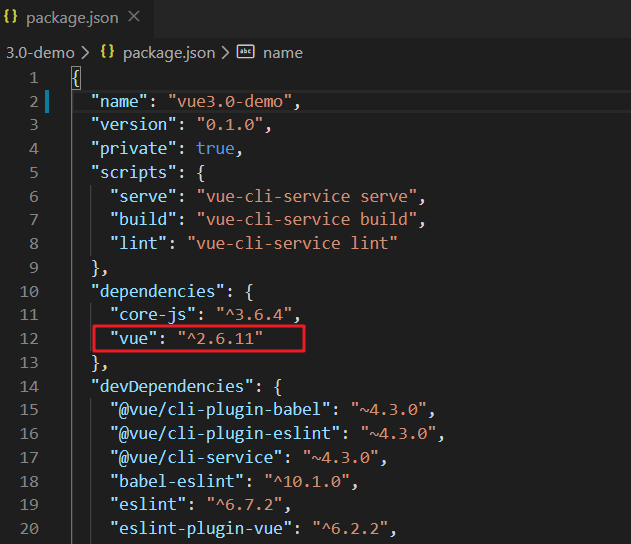 {} package.json ×
3.0-demo > {} package.json > abc name
1 {
2 "name": "vue3.0-demo",
3 "version": "0.1.0",
4 "private": true,
5 "scripts": {
6 "serve": "vue-cli-service serve",
7 "build": "vue-cli-service build",
8 "lint": "vue-cli-service lint"
9 },
10 "dependencies": {
11 "core-js": "^3.6.4",
12 "vue": "^2.6.11"
13 },
14 "devDependencies": {
15 "@vue/cli-plugin-babel": "~4.3.0",
16 "@vue/cli-plugin-eslint": "~4.3.0",
17 "@vue/cli-service": "~4.3.0",
18 "babel-eslint": "^10.1.0",
19 "eslint": "^6.7.2",
20 "eslint-plugin-vue": "^6.2.2",